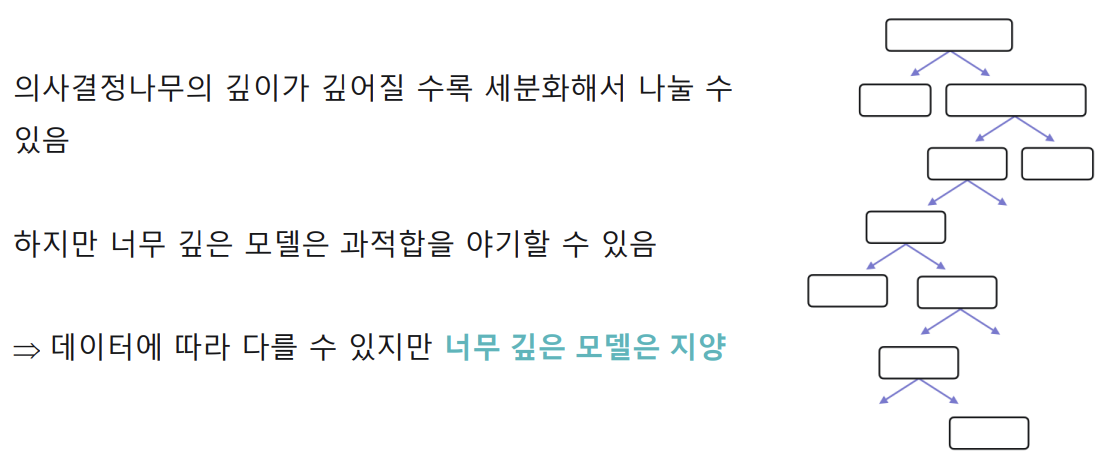 의사결정나무의 깊이가 깊어질 수록 세분화해서 나눌 수
있음
하지만 너무 깊은 모델은 과적합을 야기할 수 있음
⇒ 데이터에 따라 다를 수 있지만 너무 깊은 모델은 지양